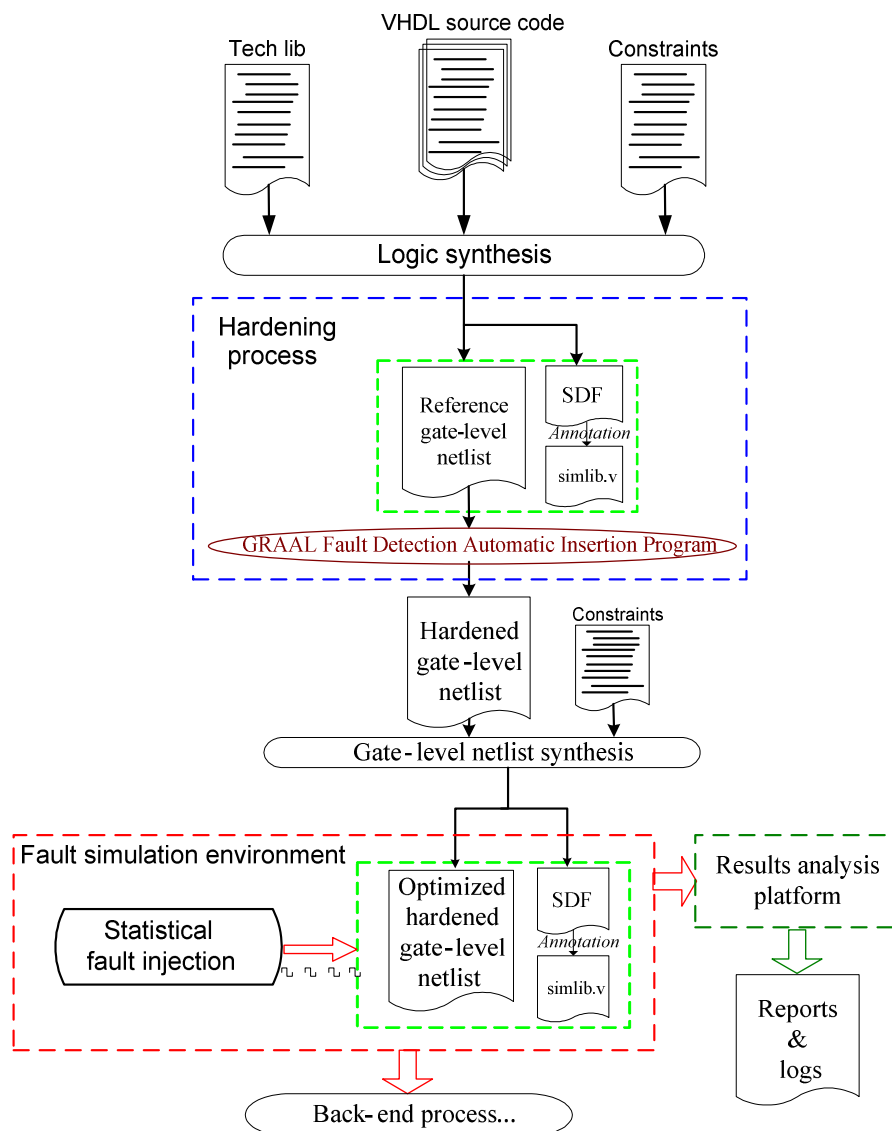 VHDL source code
Tech lib
Constraints
Logic synthesis
Hardening
process
Reference
gate-level
netlist
SDF
Annotation
simlib.v
GRAAL Fault Detection Automatic Insertion Program
Hardened
gate-level
netlist
Constraints
Gate-level netlist synthesis
Fault simulation environment
Statistical
fault injection
Optimized
hardened
gate-level
netlist
SDF
Annotation
simlib.v
Results analysis
platform
Reports
&
logs
Back-end process...